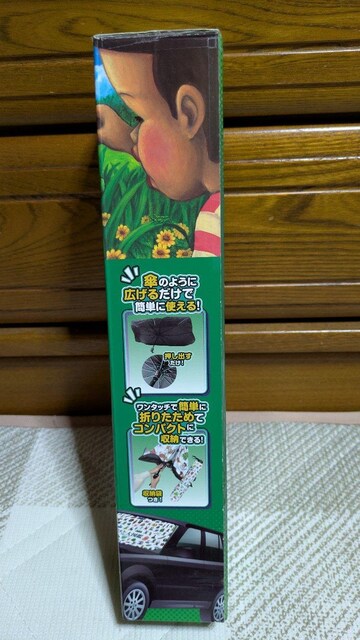 傘のように
広げるだけで
簡単に使える!
押し出す
だけ!
ワンタッチで簡単に
折りたためて
コンパクトに
収納できる!
収納袋
つき!